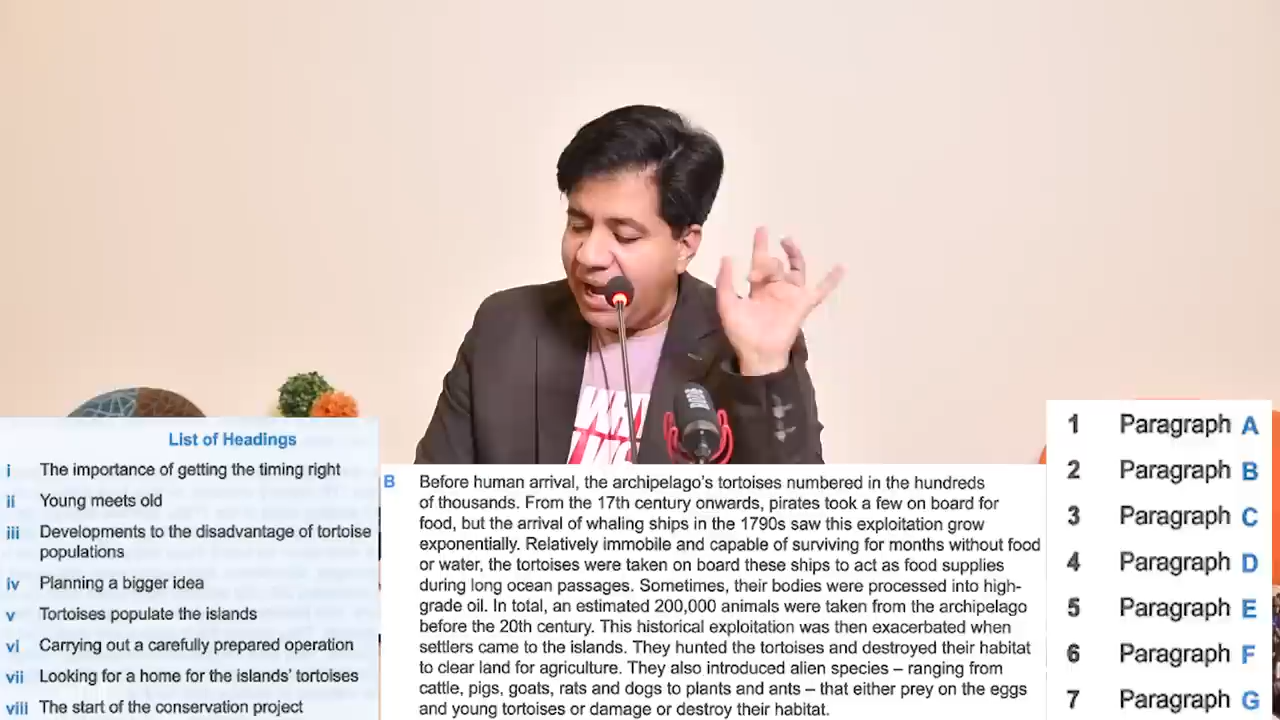 List of Headings
i The importance of getting the timing right
ii Young meets old
iii Developments to the disadvantage of tortoise
populations
iv Planning a bigger idea
v Tortoises populate the islands
vi Carrying out a carefully prepared operation
vii Looking for a home for the islands' tortoises
viii The start of the conservation project
B Before human arrival, the archipelago's tortoises numbered in the hundreds
of thousands. From the 17th century onwards, pirates took a few on board for
food, but the arrival of whaling ships in the 1790s saw this exploitation grow
exponentially. Relatively immobile and capable of surviving for months without food
or water, the tortoises were taken on board these ships to act as food supplies
during long ocean passages. Sometimes, their bodies were processed into high-
grade oil. In total, an estimated 200,000 animals were taken from the archipelago
before the 20th century. This historical exploitation was then exacerbated when
settlers came to the islands. They hunted the tortoises and destroyed their habitat
to clear land for agriculture. They also introduced alien species – ranging from
cattle, pigs, goats, rats and dogs to plants and ants – that either prey on the eggs
and young tortoises or damage or destroy their habitat.
1 Paragraph A
2 Paragraph B
3 Paragraph C
4 Paragraph D
5 Paragraph E
6 Paragraph F
7 Paragraph G